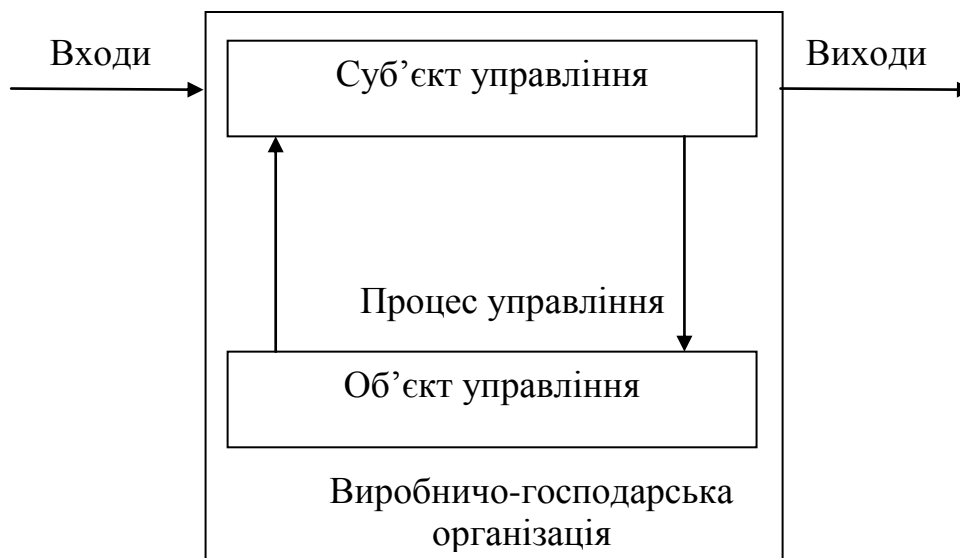 Входи
Суб’єкт управління
Виходи
Процес управління
Об’єкт управління
Виробничо-господарська
організація